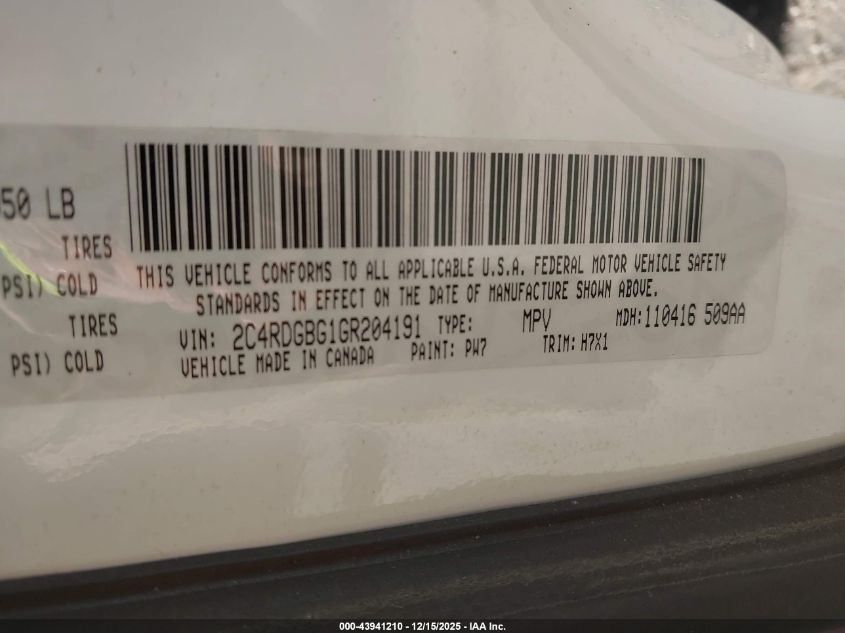 50 LB
TIRES
PSI) COLD
TIRES
PSI) COLD
THIS VEHICLE CONFORMS TO ALL APPLICABLE U.S.A. FEDERAL MOTOR VEHICLE SAFETY
STANDARDS IN EFFECT ON THE DATE OF MANUFACTURE SHOWN ABOVE.
VIN: 2C4RDGBG1GR204191 TYPE: MPV MDH:110416 509AA
VEHICLE MADE IN CANADA PAINT: PW7 TRIM: H7X1
000-43941210 - 12/15/2025 - IAA Inc.